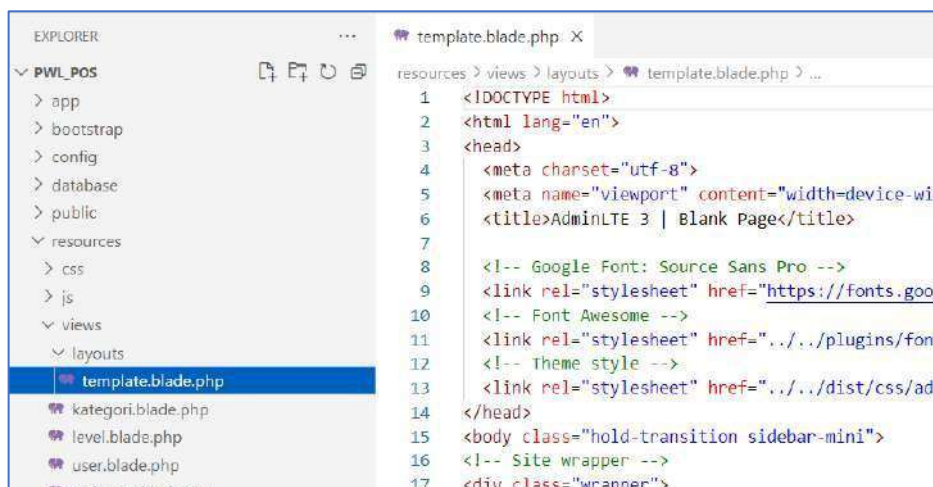 EXPLORER
PWL_POS
app
bootstrap
config
database
public
resources
css
js
views
layouts
template.blade.php
kategori.blade.php
level.blade.php
user.blade.php
template.blade.php
resources > views > layouts > template.blade.php > ...
1 <!DOCTYPE html>
2 <html lang="en">
3 <head>
4 <meta charset="utf-8">
5 <meta name="viewport" content="width=device-wi
6 <title>AdminLTE 3 | Blank Page</title>
7
8 <!-- Google Font: Source Sans Pro -->
9 <link rel="stylesheet" href="https://fonts.goo
10 <!-- Font Awesome -->
11 <link rel="stylesheet" href="../../plugins/fon
12 <!-- Theme style -->
13 <link rel="stylesheet" href="../../dist/css/ad
14 </head>
15 <body class="hold-transition sidebar-mini">
16 <!-- Site wrapper -->
17 <div class="wrapper">